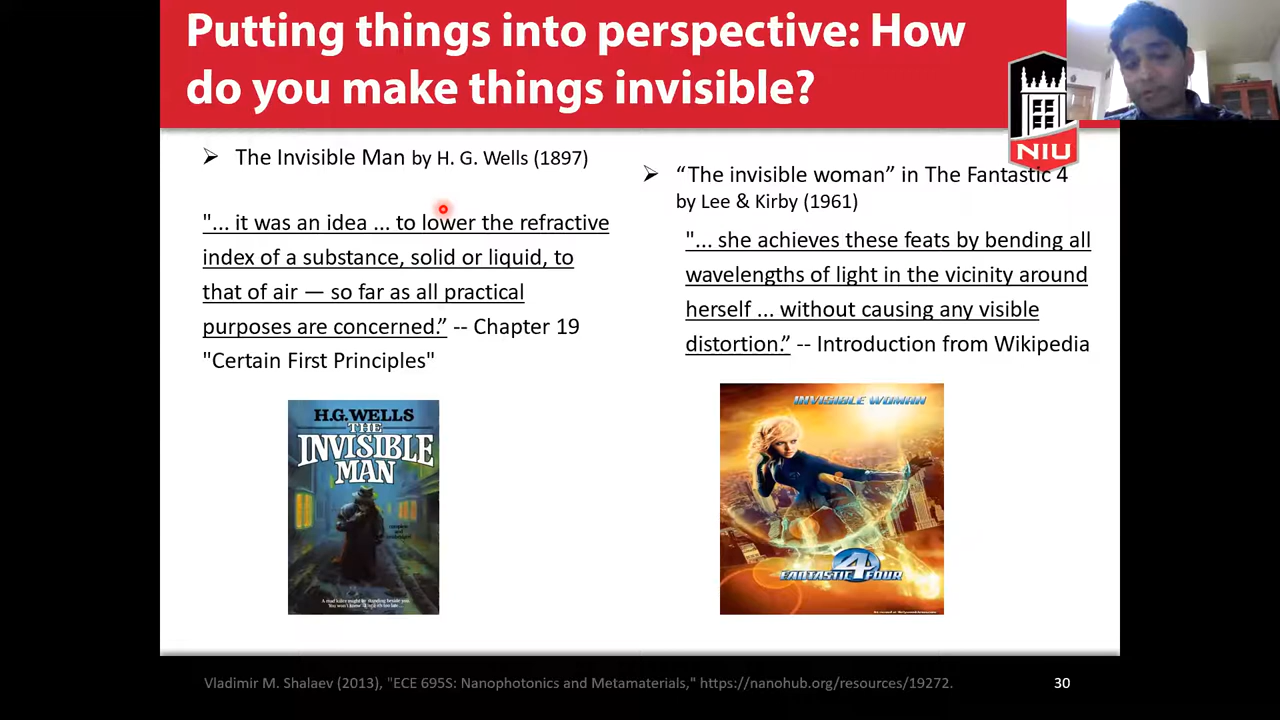 Putting things into perspective: How
do you make things invisible?
NIU
➢ The Invisible Man by H. G. Wells (1897)
"... it was an idea ... to lower the refractive
index of a substance, solid or liquid, to
that of air — so far as all practical
purposes are concerned.” -- Chapter 19
"Certain First Principles"
H.G. WELLS
THE
INVISIBLE
MAN
➢ “The invisible woman” in The Fantastic 4
by Lee & Kirby (1961)
"... she achieves these feats by bending all
wavelengths of light in the vicinity around
herself ... without causing any visible
distortion.” -- Introduction from Wikipedia
INVISIBLE WOMAN
4
FANTASTIC FOUR
Vladimir M. Shalaev (2013), "ECE 695S: Nanophotonics and Metamaterials," https://nanohub.org/resources/19272.
30